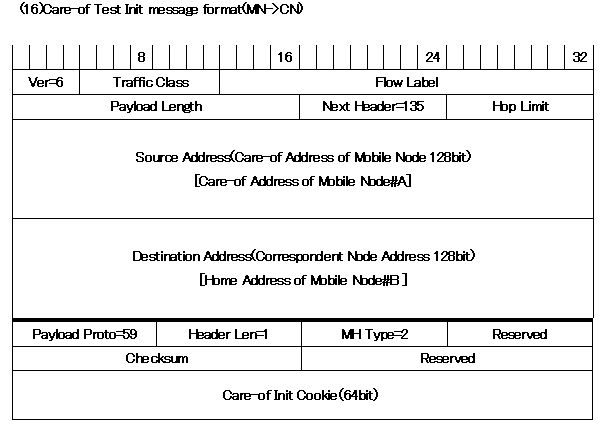 (16)Care-of Test Init message format(MN->CN)
8 16 24 32
Ver=6 Traffic Class Flow Label
Payload Length Next Header=135 Hop Limit
Source Address(Care-of Address of Mobile Node 128bit)
[Care-of Address of Mobile Node#A]
Destination Address(Correspondent Node Address 128bit)
[Home Address of Mobile Node#B ]
Payload Proto=59 Header Len=1 MH Type=2 Reserved
Checksum Reserved
Care-of Init Cookie(64bit)